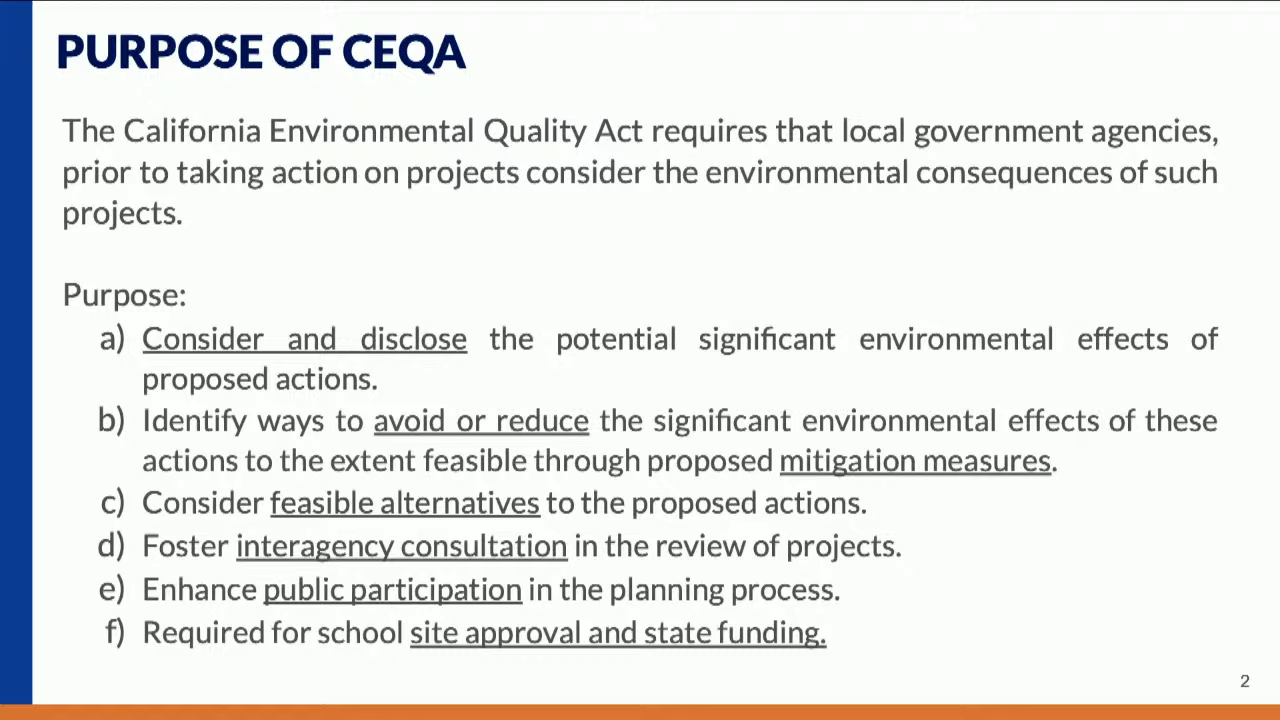 PURPOSE OF CEQA
The California Environmental Quality Act requires that local government agencies,
prior to taking action on projects consider the environmental consequences of such
projects.
Purpose:
a) Consider and disclose the potential significant environmental effects of
proposed actions.
b) Identify ways to avoid or reduce the significant environmental effects of these
actions to the extent feasible through proposed mitigation measures.
c) Consider feasible alternatives to the proposed actions.
d) Foster interagency consultation in the review of projects.
e) Enhance public participation in the planning process.
f) Required for school site approval and state funding.
2